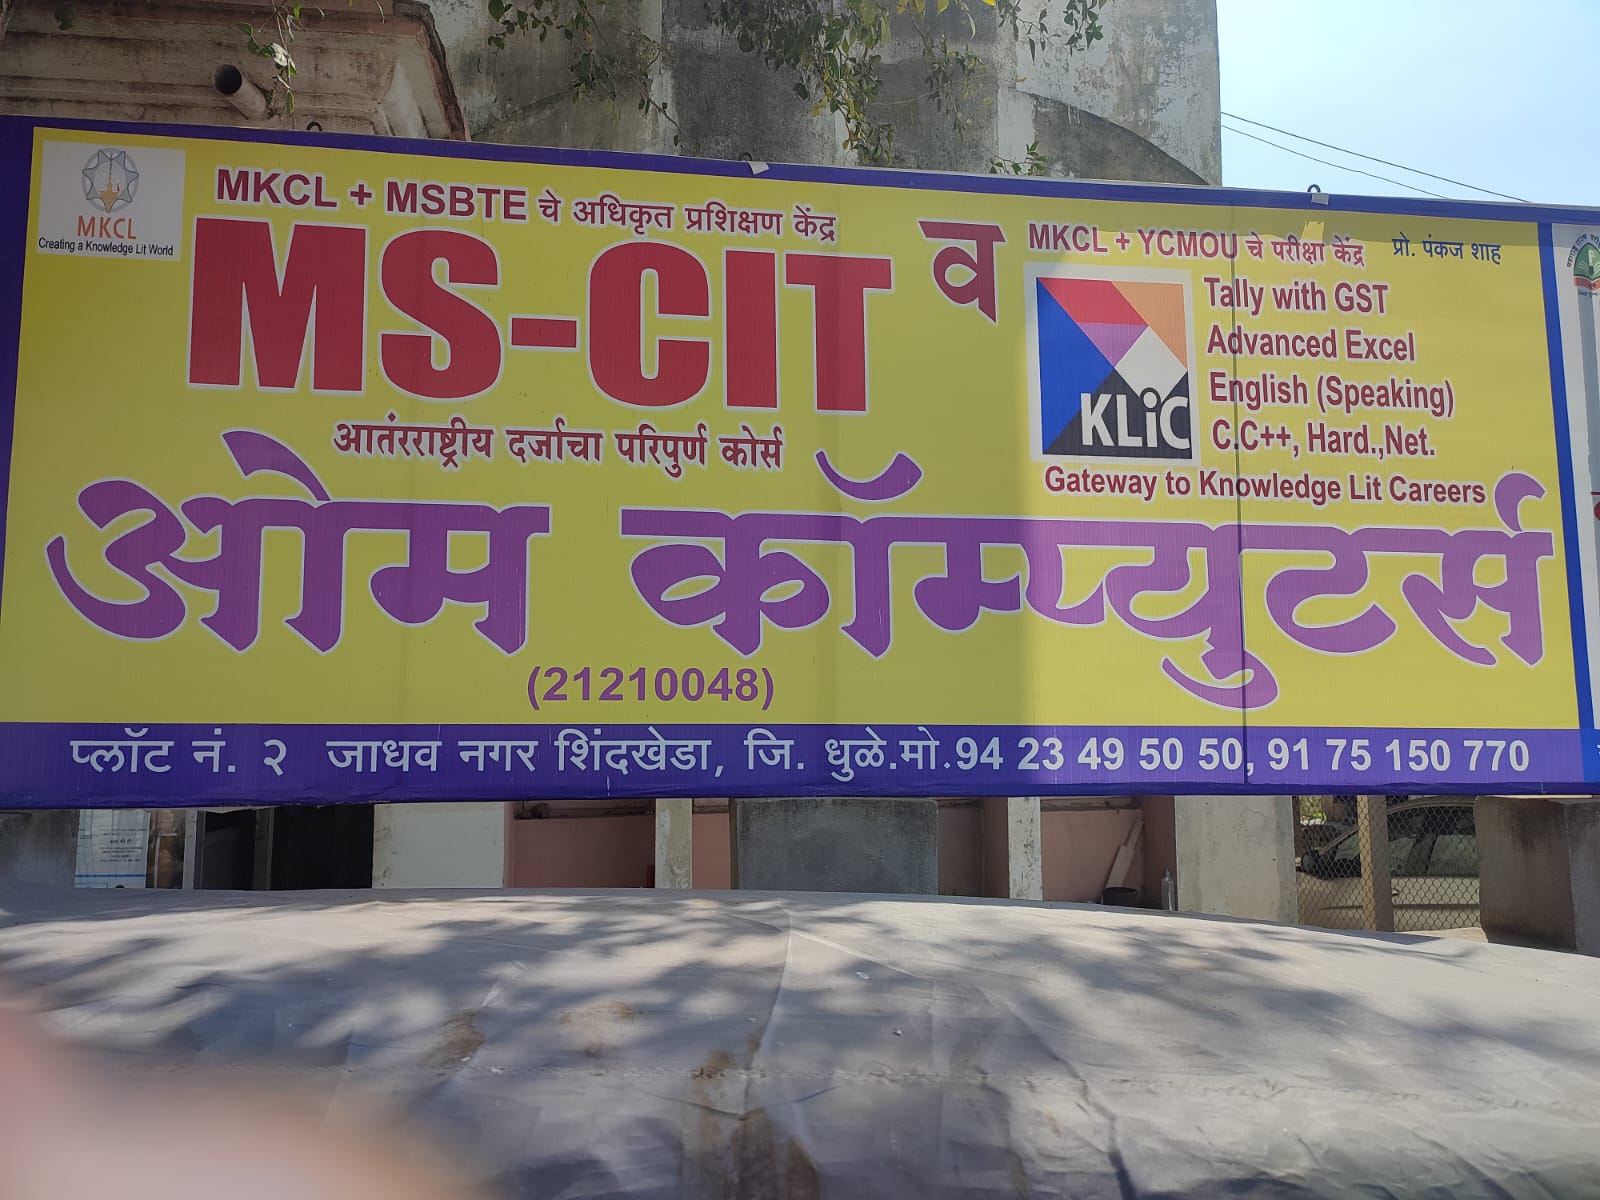 MKCL
Creating a Knowledge Lit World
MKCL + MSBTE चे अधिकृत प्रशिक्षण केंद्र
MS-CIT
आतंरराष्ट्रीय दर्जाचा परिपुर्ण कोर्स
व
MKCL + YCMOU चे परीक्षा केंद्र
प्रो. पंकज शाह
KLiC
Tally with GST
Advanced Excel
English (Speaking)
C.C++, Hard.,Net.
Gateway to Knowledge Lit Careers
ओम कॉम्प्युटर्स
(21210048)
प्लॉट नं. २ जाधव नगर शिंदखेडा, जि. धुळे.मो.94 23 49 50 50, 91 75 150 770